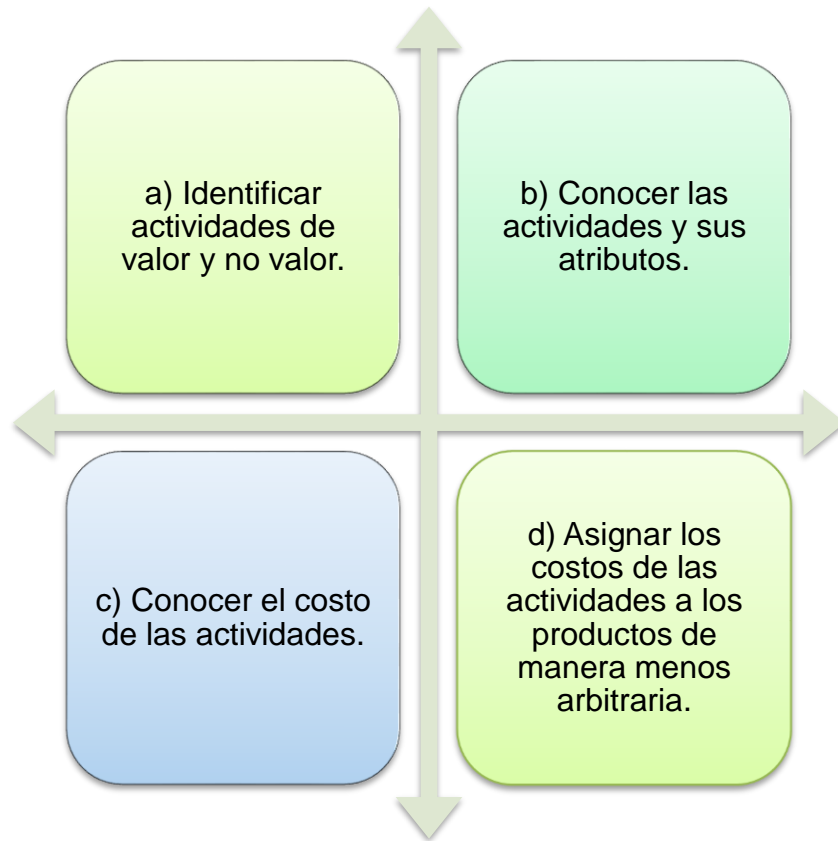 a) Identificar
actividades de
valor y no valor.
b) Conocer las
actividades y sus
atributos.
c) Conocer el costo
de las actividades.
d) Asignar los
costos de las
actividades a los
productos de
manera menos
arbitraria.